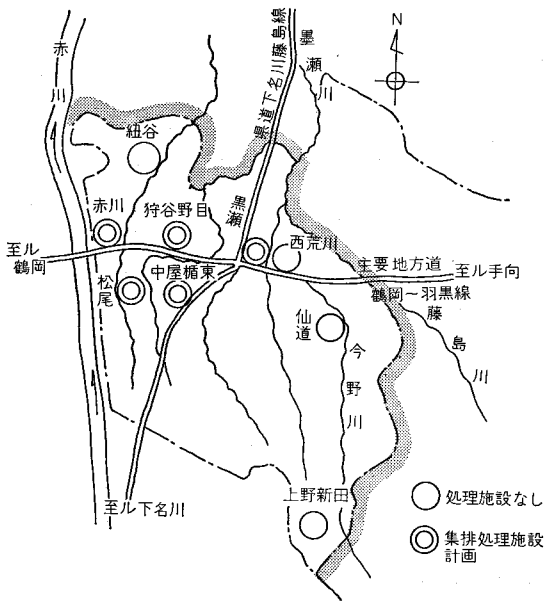 N
赤川
県道下名川藤島線
黒瀬川
紐谷
赤川
狩谷野目
黒瀬
西荒川
至ル
鶴岡
主要地方道
至ル手向
鶴岡～羽黒線
松尾
中屋楯東
仙道
藤島川
今野川
上野新田
至ル下名川
処理施設なし
集排処理施設
計画